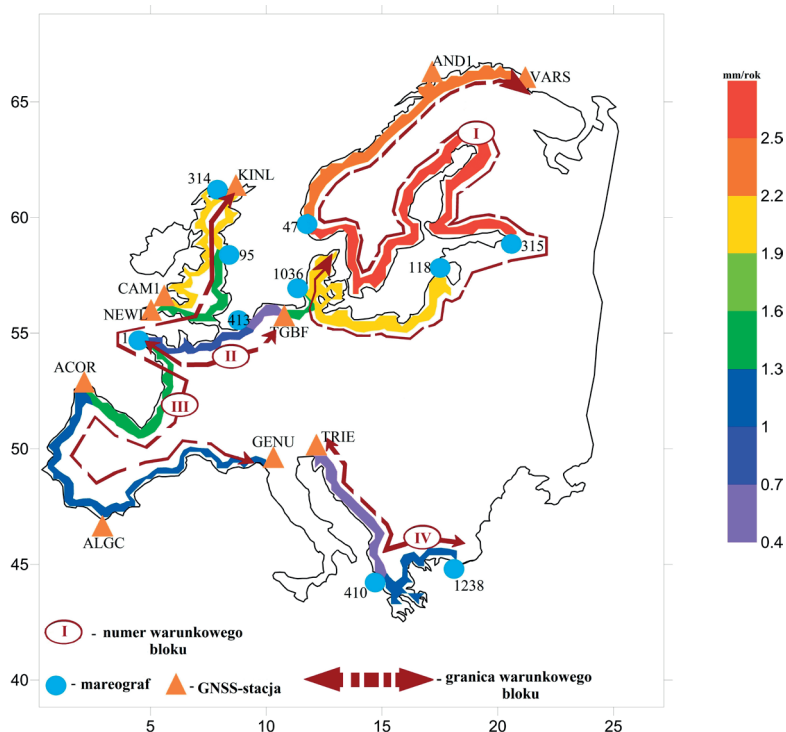 AND1
VARS
mm/rok
65
I
2.5
314
KINL
2.2
60
47
95
315
1.9
118
1036
CAM1
1.6
NEWL
413
TGBF
55
1
1.3
II
ACOR
1
III
50
GENU
TRIE
0.7
IV
ALGC
0.4
45
410
1238
I - numer warunkowego
bloku
- mareograf - GNSS-stacja - granica warunkowego
bloku
40
5 10 15 20 25